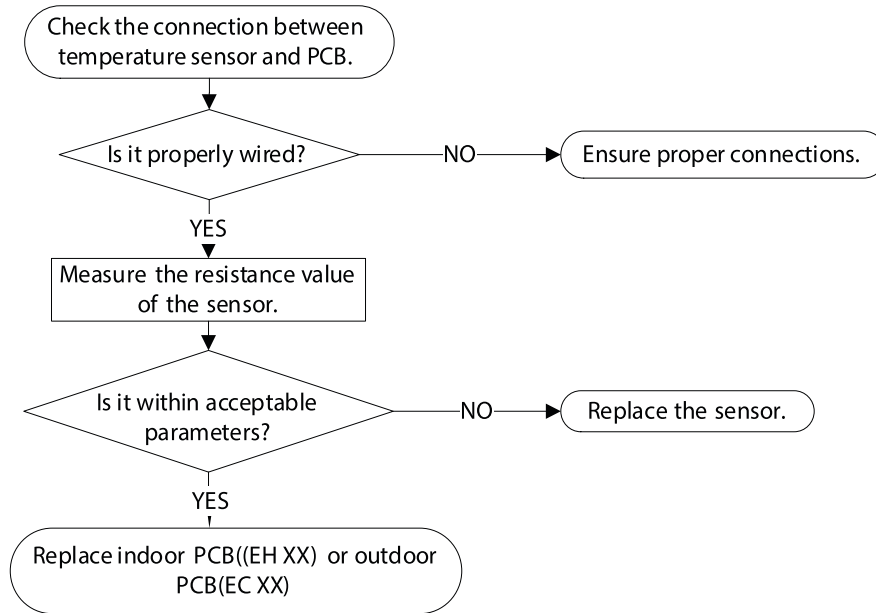 Check the connection between
temperature sensor and PCB.
Is it properly wired?
NO
Ensure proper connections.
YES
Measure the resistance value
of the sensor.
Is it within acceptable
parameters?
NO
Replace the sensor.
YES
Replace indoor PCB((EH XX) or outdoor
PCB(EC XX)